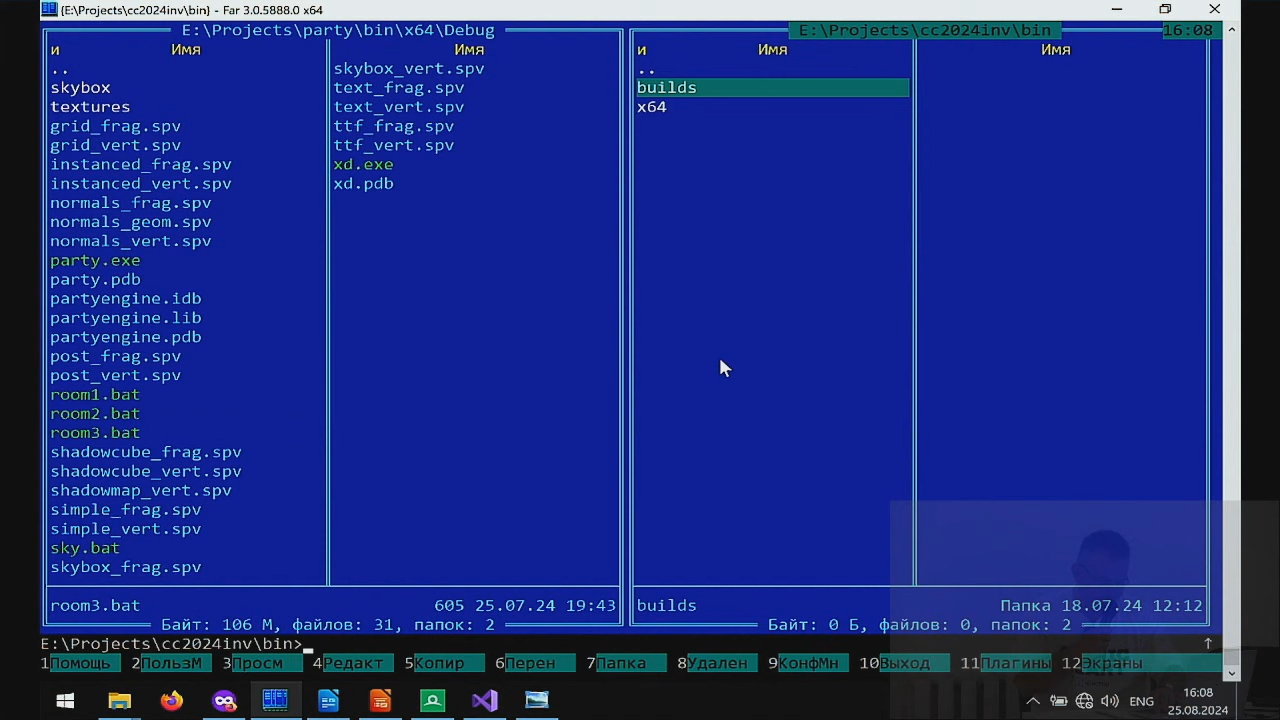 {E:\Projects\cc2024inv\bin} - Far 3.0.5888.0 x64
E:\Projects\party\bin\x64\Debug
и Имя Имя
..
skybox
textures
grid_frag.spv
grid_vert.spv
instanced_frag.spv
instanced_vert.spv
normals_frag.spv
normals_geom.spv
normals_vert.spv
party.exe
party.pdb
partyengine.idb
partyengine.lib
partyengine.pdb
post_frag.spv
post_vert.spv
room1.bat
room2.bat
room3.bat
shadowcube_frag.spv
shadowcube_vert.spv
shadowmap_vert.spv
simple_frag.spv
simple_vert.spv
sky.bat
skybox_frag.spv
skybox_vert.spv
text_frag.spv
text_vert.spv
ttf_frag.spv
ttf_vert.spv
xd.exe
xd.pdb
room3.bat 605 25.07.24 19:43
Байт: 106 М, файлов: 31, папок: 2
E:\Projects\cc2024inv\bin 16:08
и Имя Имя
..
builds
x64
builds Папка 18.07.24 12:12
Байт: 0 Б, файлов: 0, папок: 2
E:\Projects\cc2024inv\bin>
1Помощь 2ПользМ 3Просм 4Редакт 5Копир 6Перен 7Папка 8Удален 9КонфМн 10Выход 11Плагины 12Экраны
ENG 16:08
25.08.2024